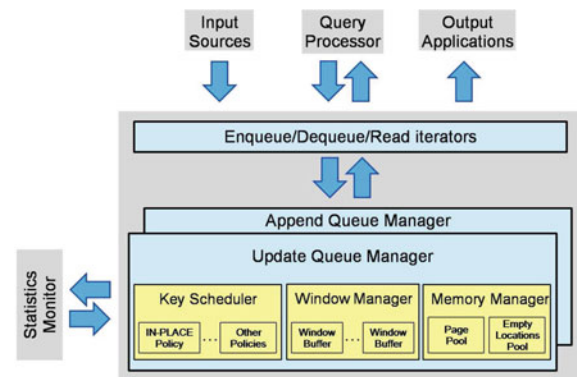 Input
Sources
Query
Processor
Output
Applications
Enqueue/Dequeue/Read iterators
Append Queue Manager
Update Queue Manager
Statistics
Monitor
Key Scheduler
IN-PLACE
Policy
...
Other
Policies
Window Manager
Window
Buffer
...
Window
Buffer
Memory Manager
Page
Pool
Empty
Locations
Pool